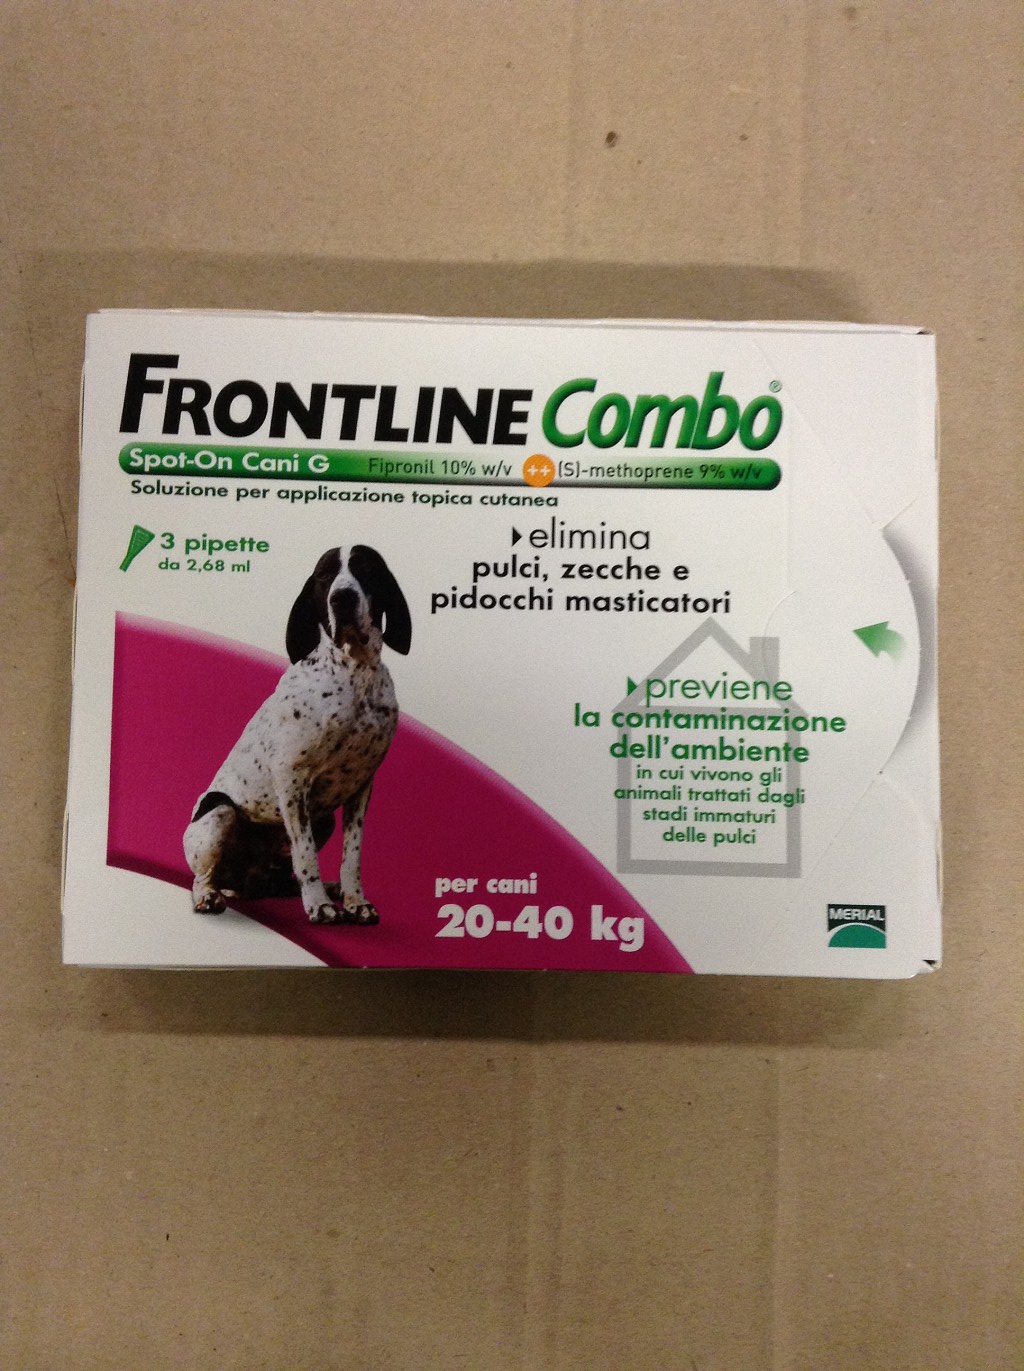 FRONTLINE Combo®
Spot-On Cani G Fipronil 10% w/v ++ (S)-methoprene 9% w/v
Soluzione per applicazione topica cutanea
3 pipette
da 2,68 ml
elimina
pulci, zecche e
pidocchi masticatori
previene
la contaminazione
dell'ambiente
in cui vivono gli
animali trattati dagli
stadi immaturi
delle pulci
per cani
20-40 kg
MERIAL